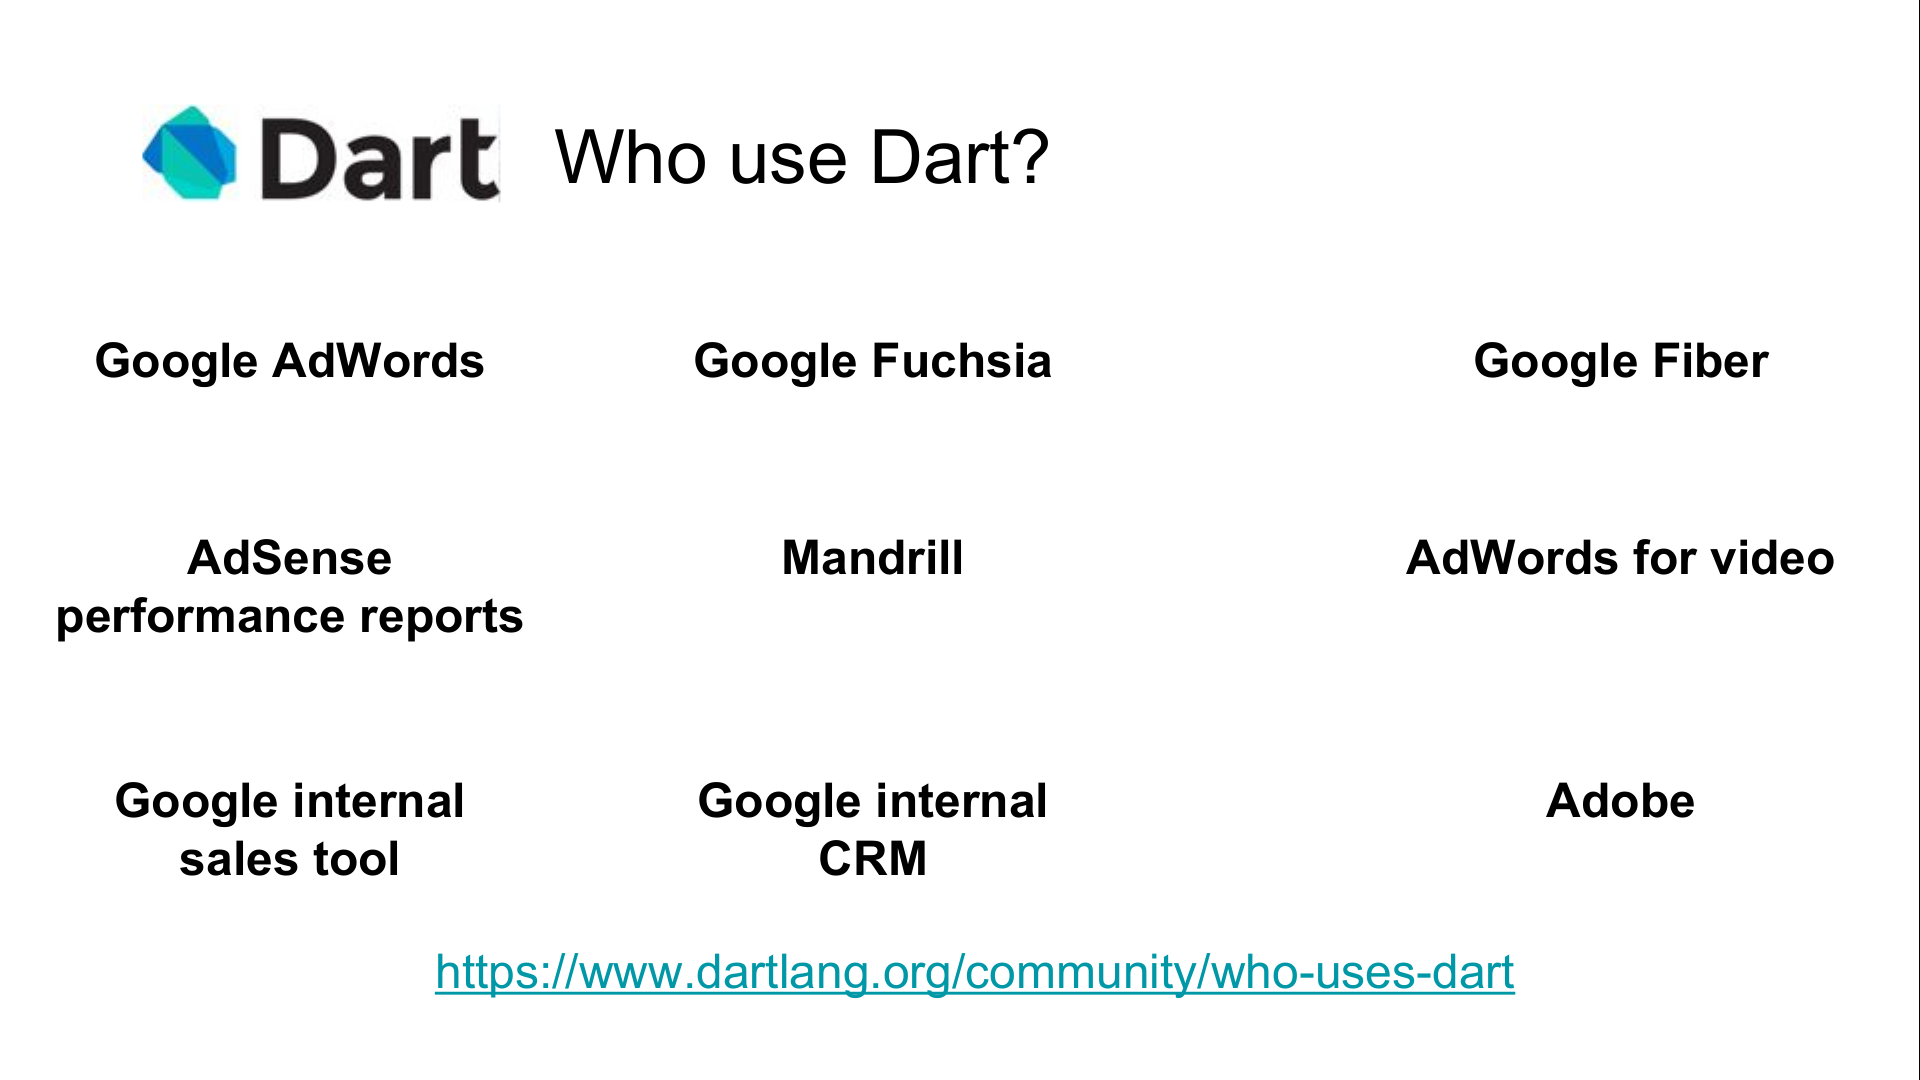 Dart Who use Dart?
Google AdWords
Google Fuchsia
Google Fiber
AdSense
performance reports
Mandrill
AdWords for video
Google internal
sales tool
Google internal
CRM
Adobe
https://www.dartlang.org/community/who-uses-dart